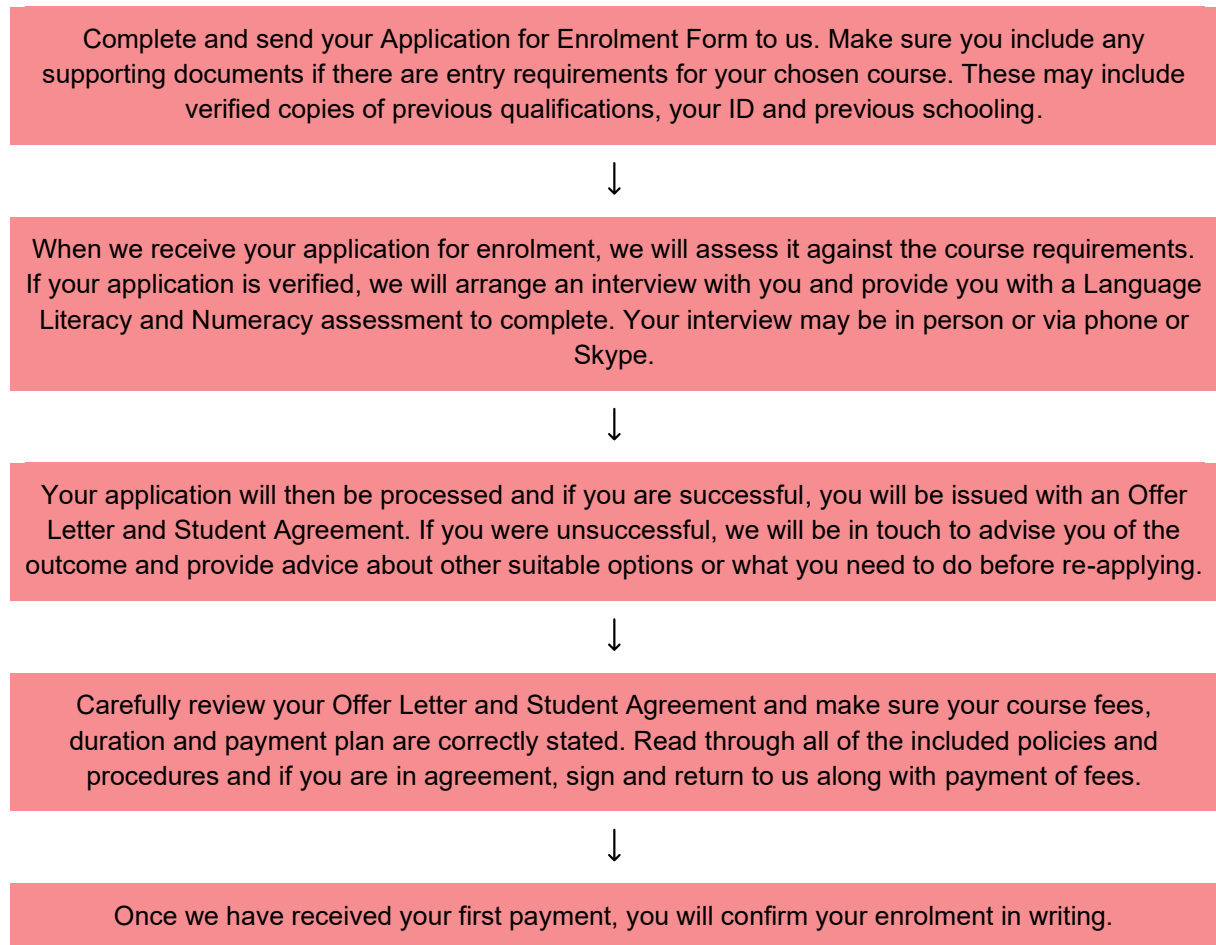 Complete and send your Application for Enrolment Form to us. Make sure you include any
supporting documents if there are entry requirements for your chosen course. These may include
verified copies of previous qualifications, your ID and previous schooling.
↓
When we receive your application for enrolment, we will assess it against the course requirements.
If your application is verified, we will arrange an interview with you and provide you with a Language
Literacy and Numeracy assessment to complete. Your interview may be in person or via phone or
Skype.
↓
Your application will then be processed and if you are successful, you will be issued with an Offer
Letter and Student Agreement. If you were unsuccessful, we will be in touch to advise you of the
outcome and provide advice about other suitable options or what you need to do before re-applying.
↓
Carefully review your Offer Letter and Student Agreement and make sure your course fees,
duration and payment plan are correctly stated. Read through all of the included policies and
procedures and if you are in agreement, sign and return to us along with payment of fees.
↓
Once we have received your first payment, you will confirm your enrolment in writing.